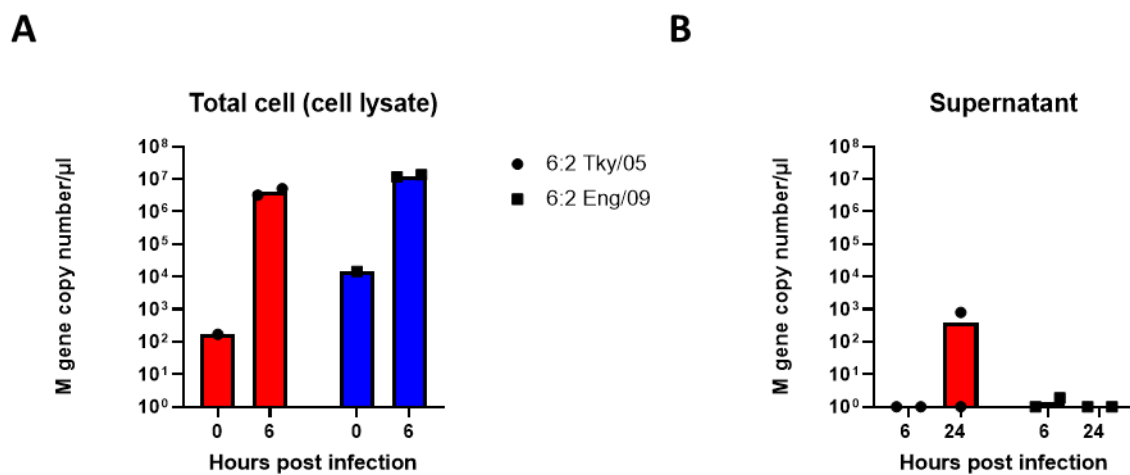 A
Total cell (cell lysate)
M gene copy number/µl
10⁸
10⁷
10⁶
10⁵
10⁴
10³
10²
10¹
10⁰
0 6 0 6
Hours post infection
6:2 Tky/05
6:2 Eng/09
B
Supernatant
M gene copy number/µl
10⁸
10⁷
10⁶
10⁵
10⁴
10³
10²
10¹
10⁰
6 24 6 24
Hours post infection